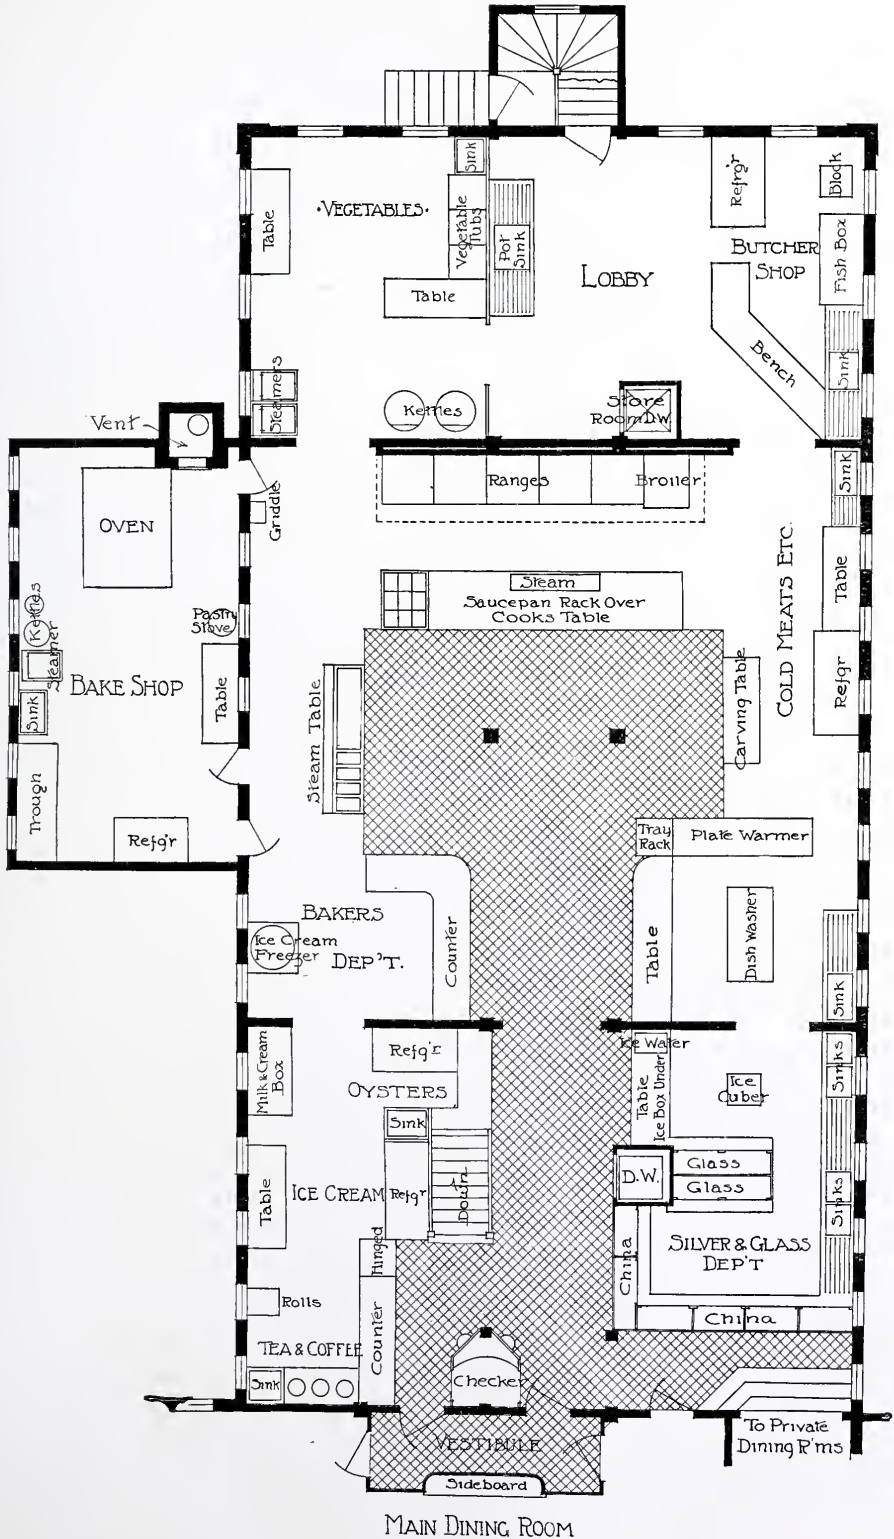 Sink
Refrg'r
Block
Table
·VEGETABLES·
Vegetable
Tubs
Pot
Sink
LOBBY
BUTCHER
SHOP
Fish Box
Table
Bench
Sink
Steamers
Kettles
Store
Room D.W.
Vent
OVEN
Griddle
Ranges
Broiler
Sink
Kettles
Steamer
Pastry
Stove
Steam
Saucepan Rack Over
Cooks Table
COLD MEATS ETC.
Table
Sink
BAKE SHOP
Table
Steam Table
Carving Table
Refgr
Trough
Refg'r
Tray
Rack
Plate Warmer
BAKERS
DEP'T.
Ice Cream
Freezer
Counter
Table
Dish Washer
Sink
Milk & Cream
Box
Refg'r
OYSTERS
Sink
Ice Water
Table
Ice Box Under
Ice
Cuber
Sinks
Table
ICE CREAM
Refg'r
Down
D.W.
Glass
Glass
Sinks
Hinged
China
SILVER & GLASS
DEP'T
Rolls
China
TEA & COFFEE
Counter
Sink
Checker
VESTIBULE
To Private
Dining R'ms
Sideboard
MAIN DINING ROOM